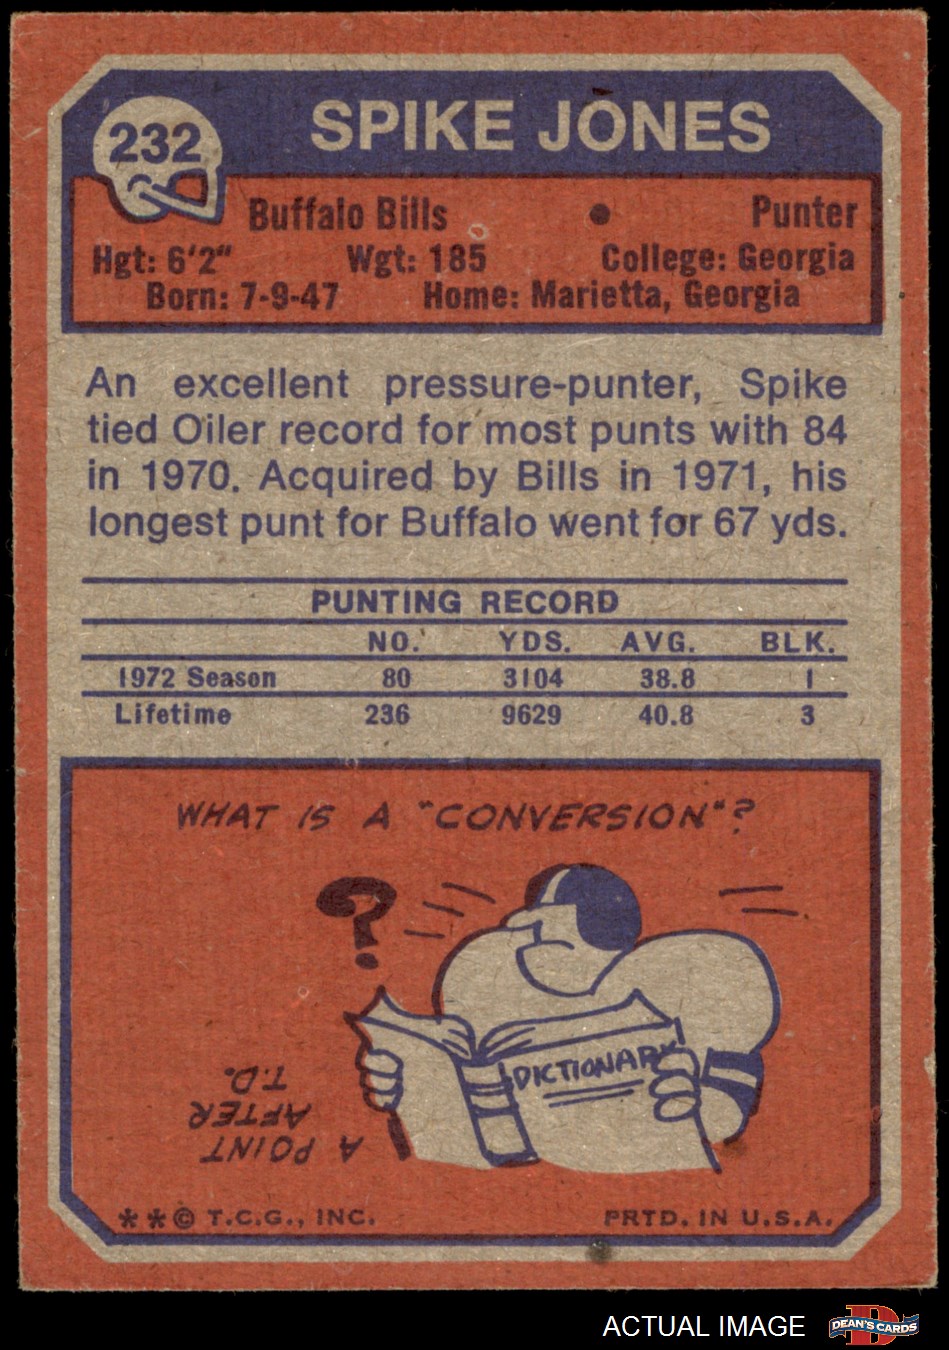 232
SPIKE JONES
Buffalo Bills • Punter
Hgt: 6'2" Wgt: 185 College: Georgia
Born: 7-9-47 Home: Marietta, Georgia
An excellent pressure-punter, Spike
tied Oiler record for most punts with 84
in 1970. Acquired by Bills in 1971, his
longest punt for Buffalo went for 67 yds.
PUNTING RECORD
NO. YDS. AVG. BLK.
1972 Season 80 3104 38.8 1
Lifetime 236 9629 40.8 3
WHAT IS A "CONVERSION"?
?
DICTIONARY
A POINT
AFTER
T.D.
**© T.C.G., INC. PRTD. IN U.S.A.
ACTUAL IMAGE
D
DEAN'S CARDS